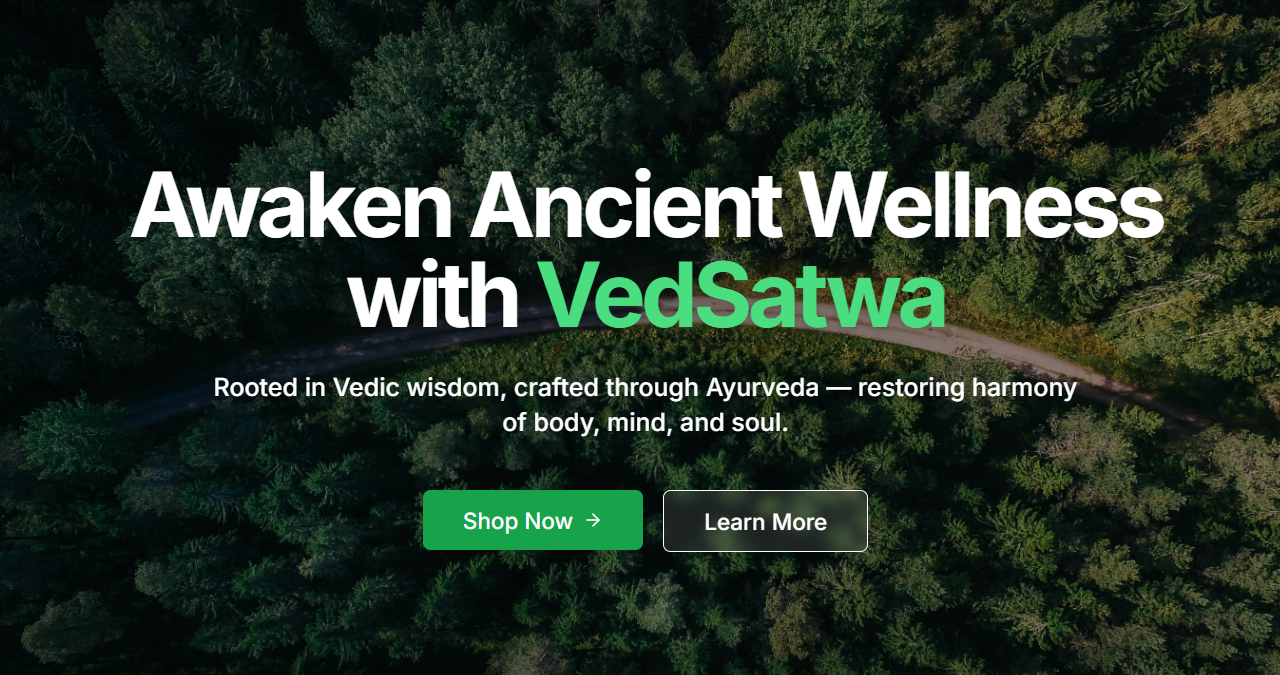 Awaken Ancient Wellness
with VedSatwa
Rooted in Vedic wisdom, crafted through Ayurveda — restoring harmony
of body, mind, and soul.
Shop Now →
Learn More